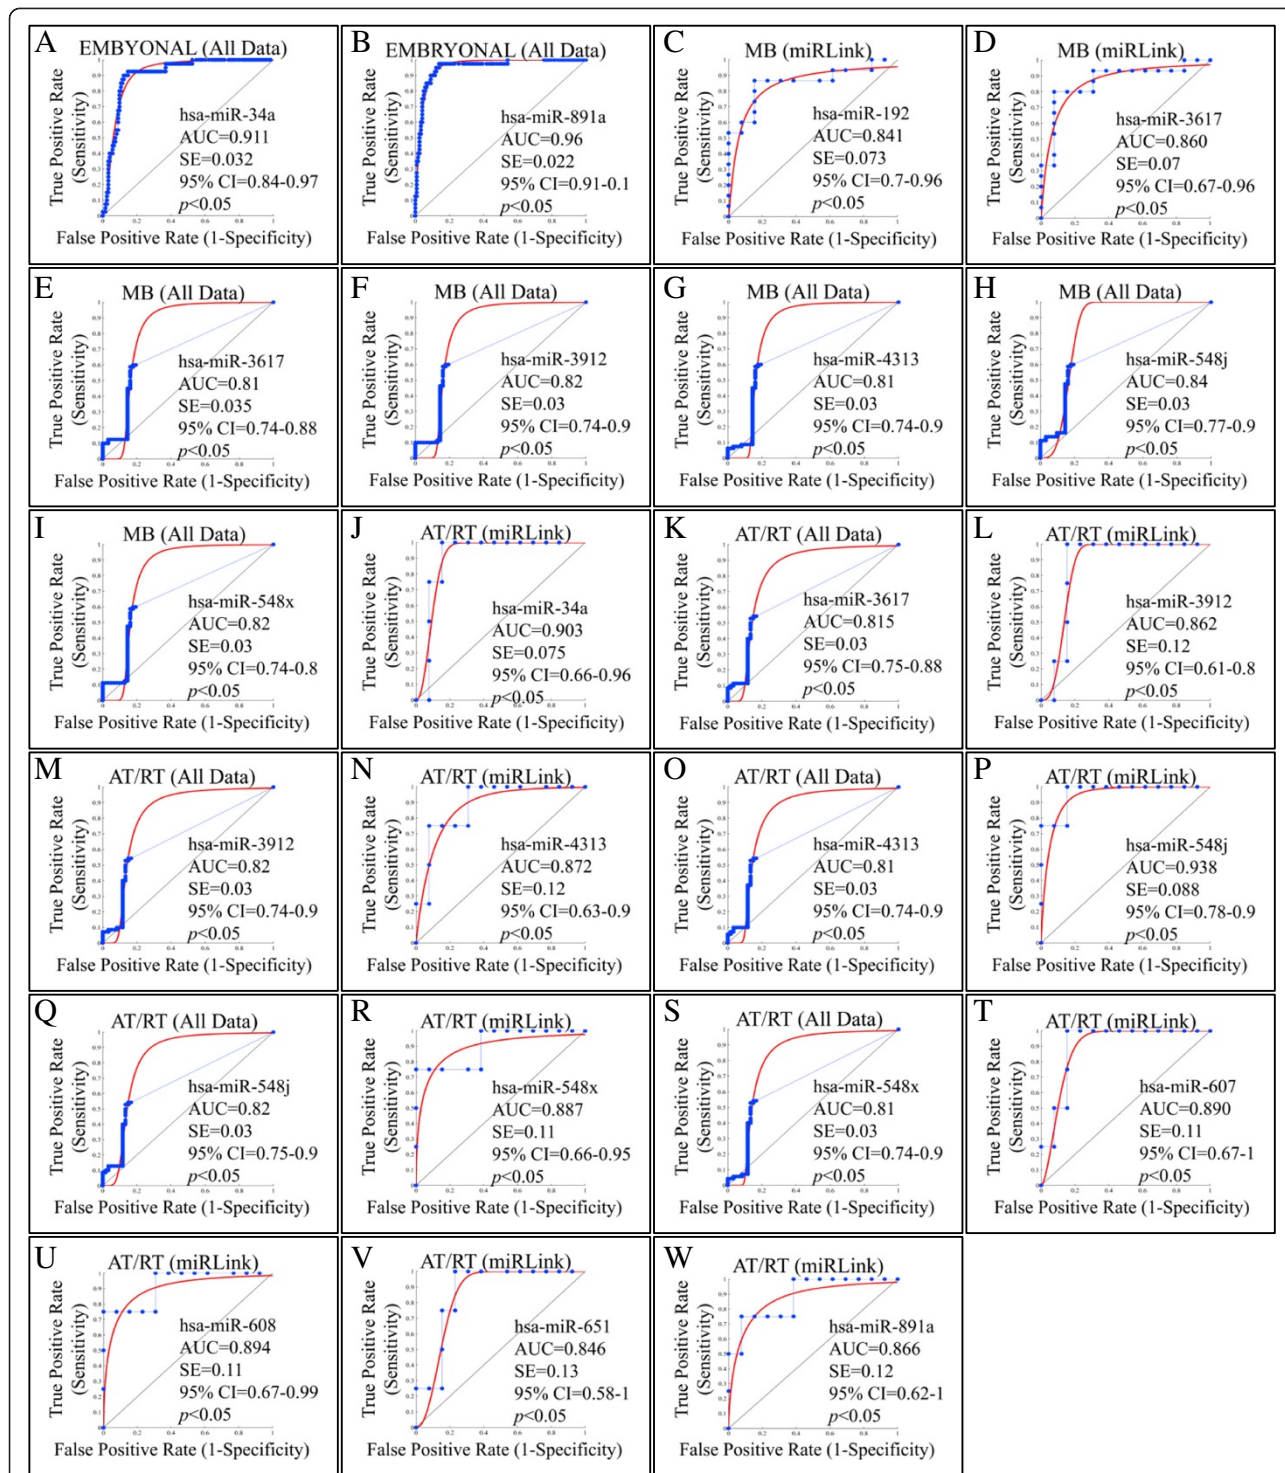 A
EMBYONAL (All Data)
True Positive Rate
(Sensitivity)
hsa-miR-34a
AUC=0.911
SE=0.032
95% CI=0.84-0.97
p<0.05
False Positive Rate (1-Specificity)
B
EMBRYONAL (All Data)
True Positive Rate
(Sensitivity)
hsa-miR-891a
AUC=0.96
SE=0.022
95% CI=0.91-0.1
p<0.05
False Positive Rate (1-Specificity)
C
MB (miRLink)
True Positive Rate
(Sensitivity)
hsa-miR-192
AUC=0.841
SE=0.073
95% CI=0.7-0.96
p<0.05
False Positive Rate (1-Specificity)
D
MB (miRLink)
True Positive Rate
(Sensitivity)
hsa-miR-3617
AUC=0.860
SE=0.07
95% CI=0.67-0.96
p<0.05
False Positive Rate (1-Specificity)
E
MB (All Data)
True Positive Rate
(Sensitivity)
hsa-miR-3617
AUC=0.81
SE=0.035
95% CI=0.74-0.88
p<0.05
False Positive Rate (1-Specificity)
F
MB (All Data)
True Positive Rate
(Sensitivity)
hsa-miR-3912
AUC=0.82
SE=0.03
95% CI=0.74-0.9
p<0.05
False Positive Rate (1-Specificity)
G
MB (All Data)
True Positive Rate
(Sensitivity)
hsa-miR-4313
AUC=0.81
SE=0.03
95% CI=0.74-0.9
p<0.05
False Positive Rate (1-Specificity)
H
MB (All Data)
True Positive Rate
(Sensitivity)
hsa-miR-548j
AUC=0.84
SE=0.03
95% CI=0.77-0.9
p<0.05
False Positive Rate (1-Specificity)
I
MB (All Data)
True Positive Rate
(Sensitivity)
hsa-miR-548x
AUC=0.82
SE=0.03
95% CI=0.74-0.8
p<0.05
False Positive Rate (1-Specificity)
J
AT/RT (miRLink)
True Positive Rate
(Sensitivity)
hsa-miR-34a
AUC=0.903
SE=0.075
95% CI=0.66-0.96
p<0.05
False Positive Rate (1-Specificity)
K
AT/RT (All Data)
True Positive Rate
(Sensitivity)
hsa-miR-3617
AUC=0.815
SE=0.03
95% CI=0.75-0.88
p<0.05
False Positive Rate (1-Specificity)
L
AT/RT (miRLink)
True Positive Rate
(Sensitivity)
hsa-miR-3912
AUC=0.862
SE=0.12
95% CI=0.61-0.8
p<0.05
False Positive Rate (1-Specificity)
M
AT/RT (All Data)
True Positive Rate
(Sensitivity)
hsa-miR-3912
AUC=0.82
SE=0.03
95% CI=0.74-0.9
p<0.05
False Positive Rate (1-Specificity)
N
AT/RT (miRLink)
True Positive Rate
(Sensitivity)
hsa-miR-4313
AUC=0.872
SE=0.12
95% CI=0.63-0.9
p<0.05
False Positive Rate (1-Specificity)
O
AT/RT (All Data)
True Positive Rate
(Sensitivity)
hsa-miR-4313
AUC=0.81
SE=0.03
95% CI=0.74-0.9
p<0.05
False Positive Rate (1-Specificity)
P
AT/RT (miRLink)
True Positive Rate
(Sensitivity)
hsa-miR-548j
AUC=0.938
SE=0.088
95% CI=0.78-0.9
p<0.05
False Positive Rate (1-Specificity)
Q
AT/RT (All Data)
True Positive Rate
(Sensitivity)
hsa-miR-548j
AUC=0.82
SE=0.03
95% CI=0.75-0.9
p<0.05
False Positive Rate (1-Specificity)
R
AT/RT (miRLink)
True Positive Rate
(Sensitivity)
hsa-miR-548x
AUC=0.887
SE=0.11
95% CI=0.66-0.95
p<0.05
False Positive Rate (1-Specificity)
S
AT/RT (All Data)
True Positive Rate
(Sensitivity)
hsa-miR-548x
AUC=0.81
SE=0.03
95% CI=0.74-0.9
p<0.05
False Positive Rate (1-Specificity)
T
AT/RT (miRLink)
True Positive Rate
(Sensitivity)
hsa-miR-607
AUC=0.890
SE=0.11
95% CI=0.67-1
p<0.05
False Positive Rate (1-Specificity)
U
AT/RT (miRLink)
True Positive Rate
(Sensitivity)
hsa-miR-608
AUC=0.894
SE=0.11
95% CI=0.67-0.99
p<0.05
False Positive Rate (1-Specificity)
V
AT/RT (miRLink)
True Positive Rate
(Sensitivity)
hsa-miR-651
AUC=0.846
SE=0.13
95% CI=0.58-1
p<0.05
False Positive Rate (1-Specificity)
W
AT/RT (miRLink)
True Positive Rate
(Sensitivity)
hsa-miR-891a
AUC=0.866
SE=0.12
95% CI=0.62-1
p<0.05
False Positive Rate (1-Specificity)